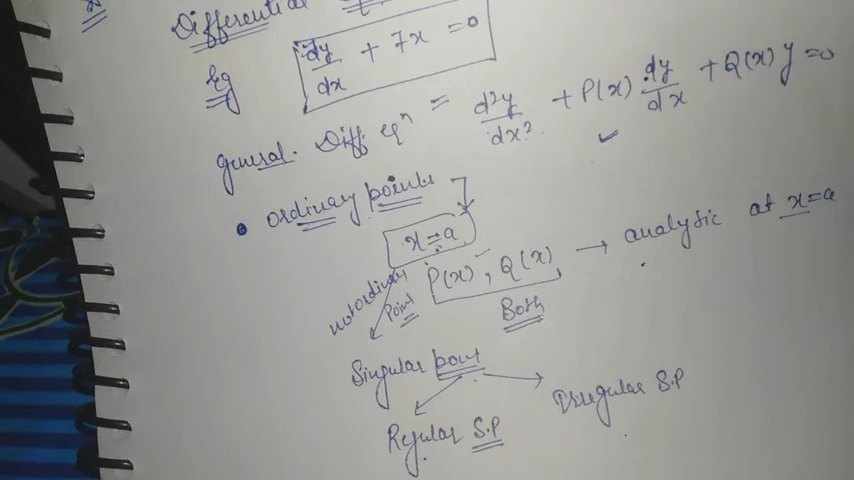 Differential
Eg dy/dx + 7x = 0
General. Diff eqⁿ = d²y/dx² + P(x) dy/dx + Q(x) y = 0
• ordinary points
x = a
P(x), Q(x) → analytic at x = a
Both
not ordinary
Point
Singular point
Regular S.P
Irregular S.P